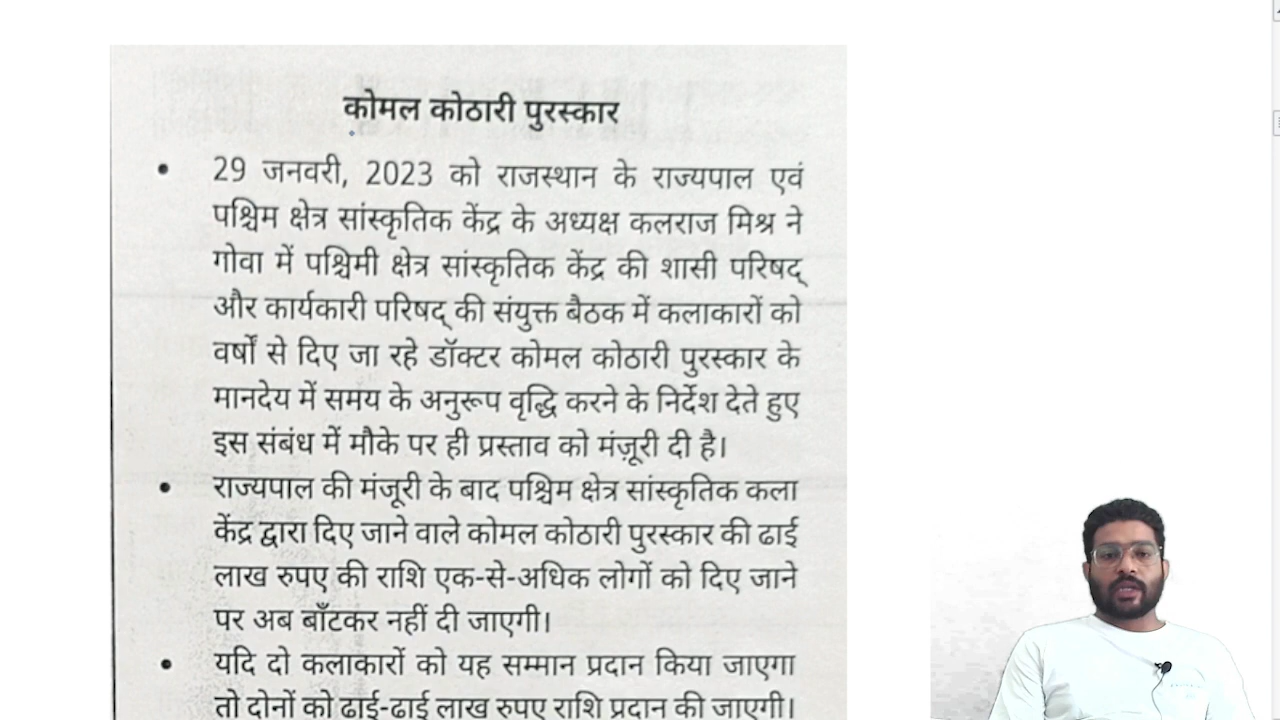 कोमल कोठारी पुरस्कार
• 29 जनवरी, 2023 को राजस्थान के राज्यपाल एवं
पश्चिम क्षेत्र सांस्कृतिक केंद्र के अध्यक्ष कलराज मिश्र ने
गोवा में पश्चिमी क्षेत्र सांस्कृतिक केंद्र की शासी परिषद्
और कार्यकारी परिषद् की संयुक्त बैठक में कलाकारों को
वर्षों से दिए जा रहे डॉक्टर कोमल कोठारी पुरस्कार के
मानदेय में समय के अनुरूप वृद्धि करने के निर्देश देते हुए
इस संबंध में मौके पर ही प्रस्ताव को मंज़ूरी दी है।
• राज्यपाल की मंजूरी के बाद पश्चिम क्षेत्र सांस्कृतिक कला
केंद्र द्वारा दिए जाने वाले कोमल कोठारी पुरस्कार की ढाई
लाख रुपए की राशि एक-से-अधिक लोगों को दिए जाने
पर अब बाँटकर नहीं दी जाएगी।
• यदि दो कलाकारों को यह सम्मान प्रदान किया जाएगा
तो दोनों को ढाई-ढाई लाख रुपए राशि प्रदान की जाएगी।